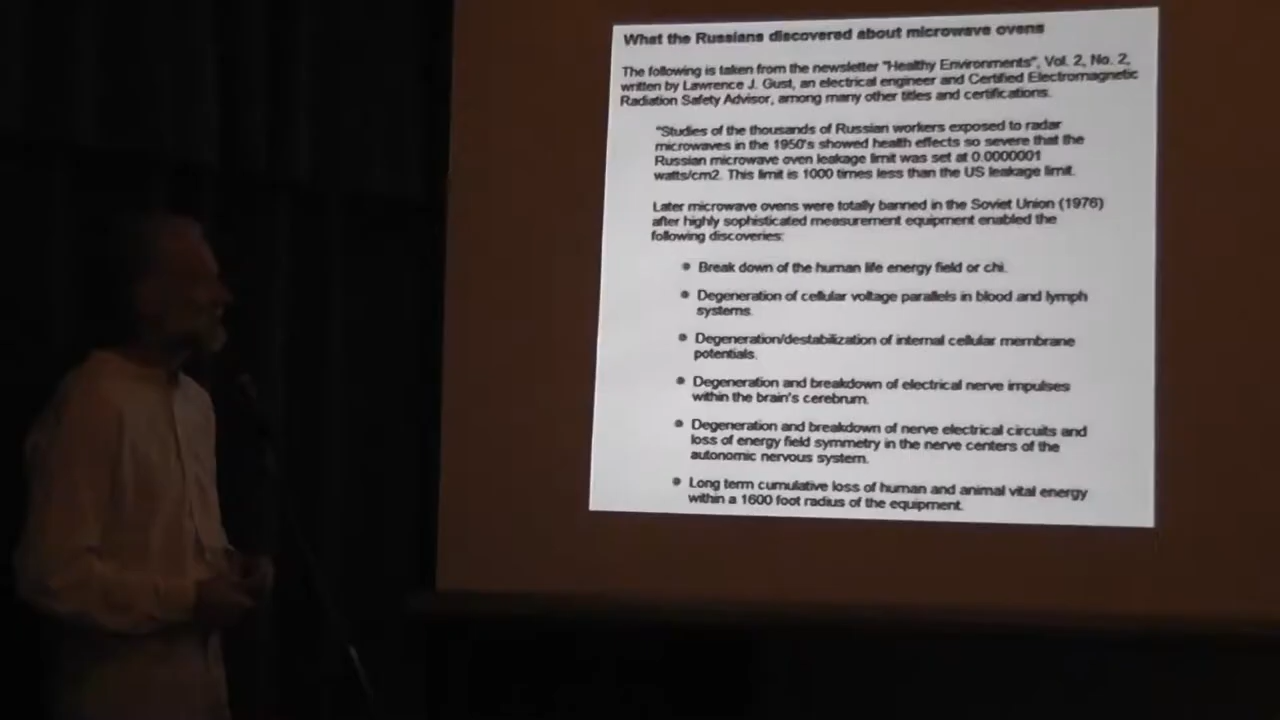 What the Russians discovered about microwave ovens
The following is taken from the newsletter "Healthy Environments", Vol. 2, No. 2,
written by Lawrence J. Gust, an electrical engineer and Certified Electromagnetic
Radiation Safety Advisor, among many other titles and certifications.
"Studies of the thousands of Russian workers exposed to radar
microwaves in the 1950's showed health effects so severe that the
Russian microwave oven leakage limit was set at 0.0000001
watts/cm2. This limit is 1000 times less than the US leakage limit.
Later microwave ovens were totally banned in the Soviet Union (1976)
after highly sophisticated measurement equipment enabled the
following discoveries:
• Break down of the human life energy field or chi.
• Degeneration of cellular voltage parallels in blood and lymph
systems.
• Degeneration/destabilization of internal cellular membrane
potentials.
• Degeneration and breakdown of electrical nerve impulses
within the brain's cerebrum.
• Degeneration and breakdown of nerve electrical circuits and
loss of energy field symmetry in the nerve centers of the
autonomic nervous system.
• Long term cumulative loss of human and animal vital energy
within a 1600 foot radius of the equipment.